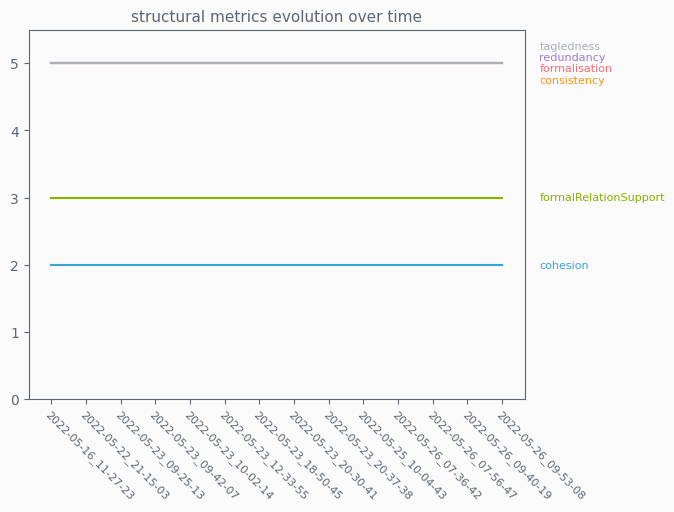 structural metrics evolution over time
5
4
3
2
1
0
tagledness
redundancy
formalisation
consistency
formalRelationSupport
cohesion
2022-05-16_11-27-23
2022-05-22_21-15-03
2022-05-23_09-25-13
2022-05-23_09-42-07
2022-05-23_10-02-14
2022-05-23_12-33-55
2022-05-23_18-50-45
2022-05-23_20-30-41
2022-05-23_20-37-38
2022-05-25_10-04-43
2022-05-26_07-36-42
2022-05-26_07-56-47
2022-05-26_09-40-19
2022-05-26_09-53-08